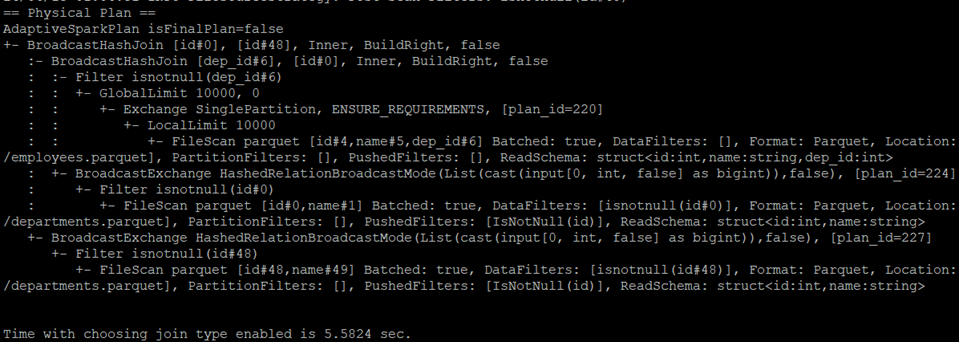 == Physical Plan ==
AdaptiveSparkPlan isFinalPlan=false
+- BroadcastHashJoin [id#0], [id#48], Inner, BuildRight, false
   :- BroadcastHashJoin [dep_id#6], [id#0], Inner, BuildRight, false
   :  :- Filter isnotnull(dep_id#6)
   :  :  +- GlobalLimit 10000, 0
   :  :     +- Exchange SinglePartition, ENSURE_REQUIREMENTS, [plan_id=220]
   :  :        +- LocalLimit 10000
   :  :           +- FileScan parquet [id#4,name#5,dep_id#6] Batched: true, DataFilters: [], Format: Parquet, Location:
/employees.parquet], PartitionFilters: [], PushedFilters: [], ReadSchema: struct<id:int,name:string,dep_id:int>
   :  +- BroadcastExchange HashedRelationBroadcastMode(List(cast(input[0, int, false] as bigint)),false), [plan_id=224]
   :     +- Filter isnotnull(id#0)
   :        +- FileScan parquet [id#0,name#1] Batched: true, DataFilters: [isnotnull(id#0)], Format: Parquet, Location:
/departments.parquet], PartitionFilters: [], PushedFilters: [IsNotNull(id)], ReadSchema: struct<id:int,name:string>
   +- BroadcastExchange HashedRelationBroadcastMode(List(cast(input[0, int, false] as bigint)),false), [plan_id=227]
      +- Filter isnotnull(id#48)
         +- FileScan parquet [id#48,name#49] Batched: true, DataFilters: [isnotnull(id#48)], Format: Parquet, Location:
/departments.parquet], PartitionFilters: [], PushedFilters: [IsNotNull(id)], ReadSchema: struct<id:int,name:string>
Time with choosing join type enabled is 5.5824 sec.